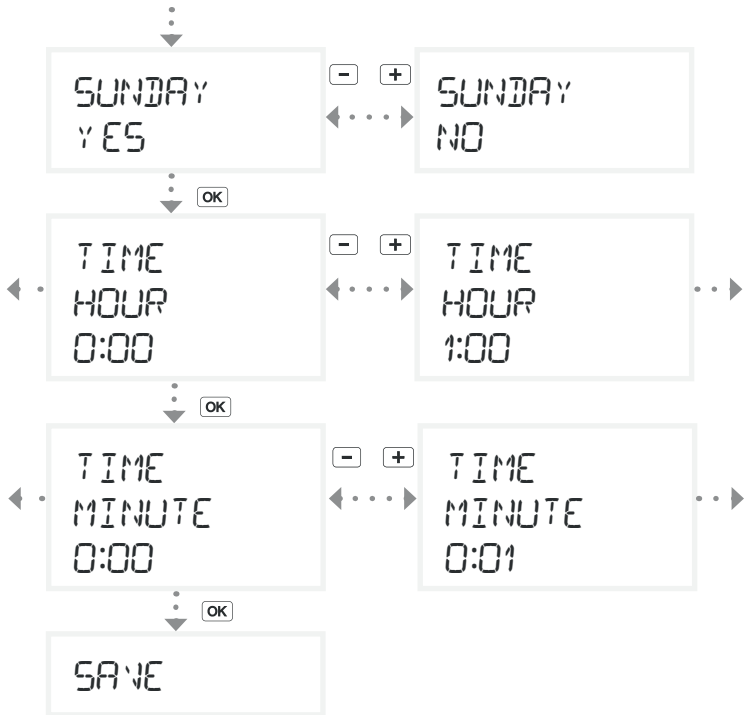 SUNDAY
YES
- +
SUNDAY
NO
OK
TIME
HOUR
0:00
- +
TIME
HOUR
1:00
OK
TIME
MINUTE
0:00
- +
TIME
MINUTE
0:01
OK
SAVE